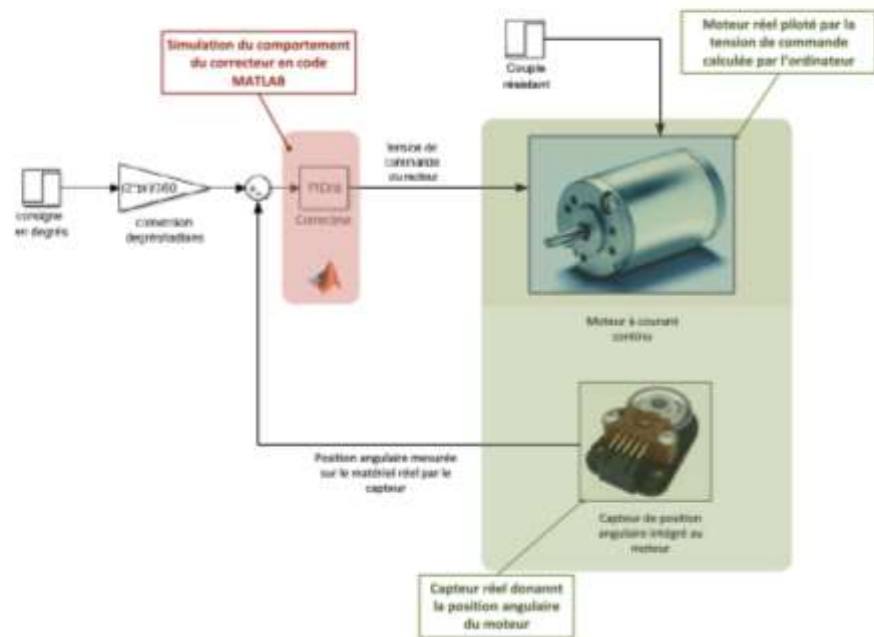 Simulation du comportement
du correcteur en code
MATLAB
Couple
résistant
Moteur réel piloté par la
tension de commande
calculée par l'ordinateur
consigne
en degrés
conversion
degrés/radians
PID(s)
Correcteur
tension de
commande
du moteur
Moteur à courant
continu
Position angulaire mesurée
sur le matériel réel par le
capteur
Capteur de position
angulaire intégré au
moteur
Capteur réel donannt
la position angulaire
du moteur